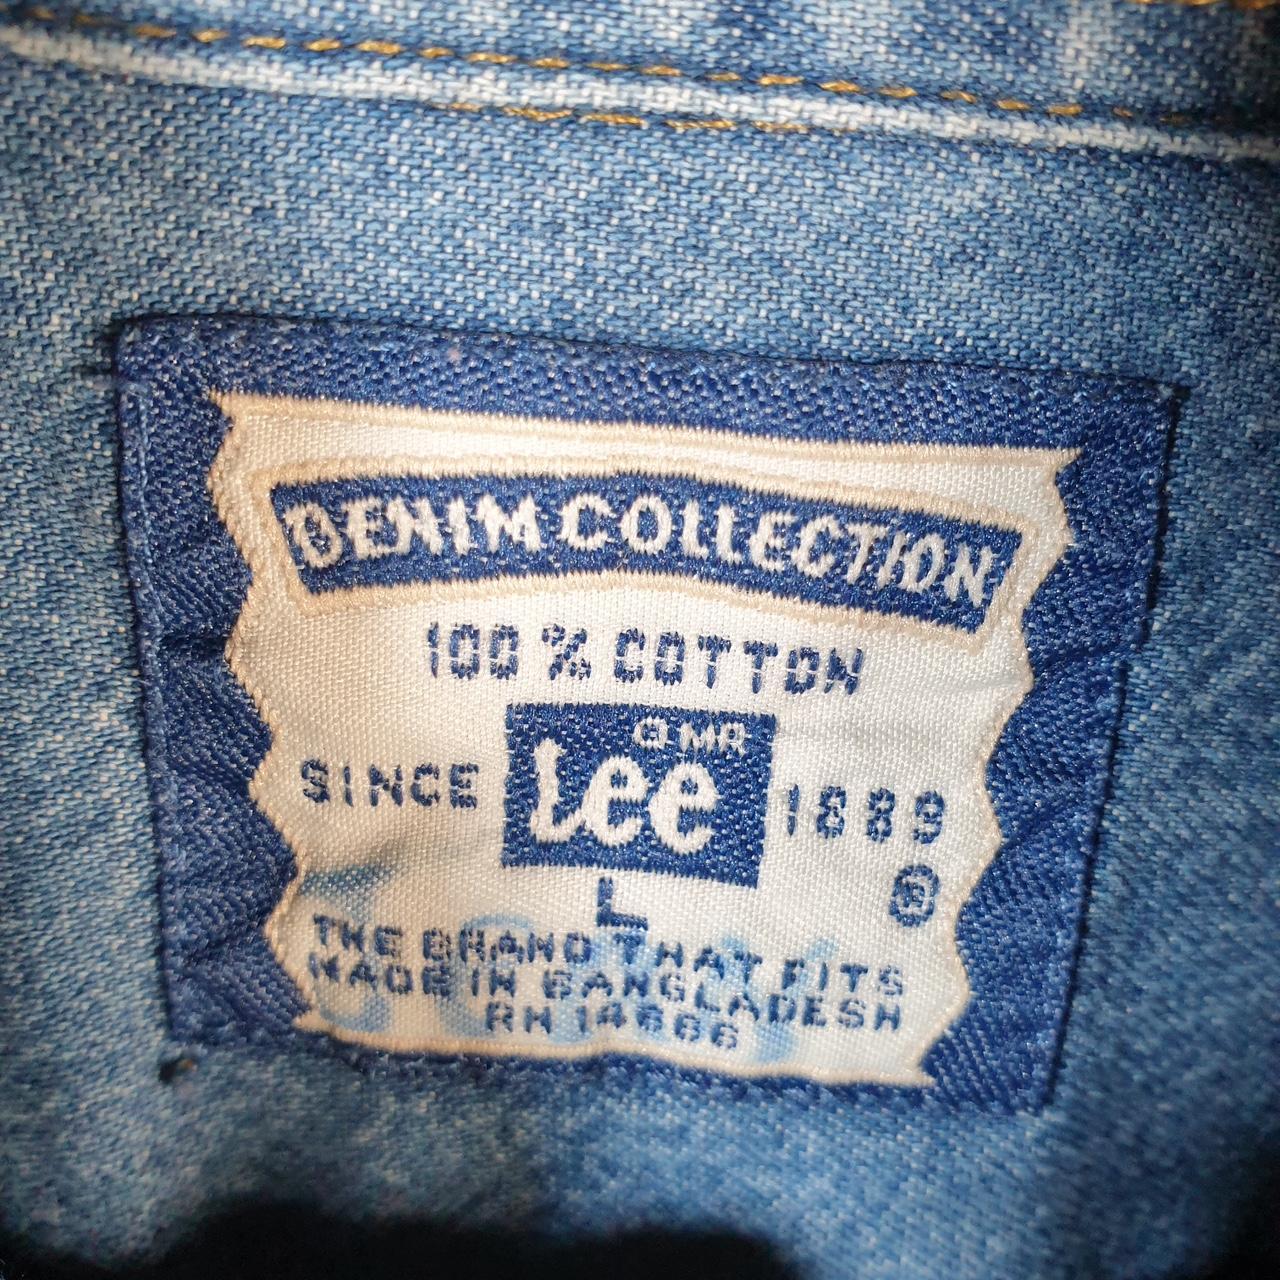 DENIM COLLECTION
100 % COTTON
SINCE Lee ® MR 1889
®
L
THE BRAND THAT FITS
MADE IN BANGLADESH
RN 14666